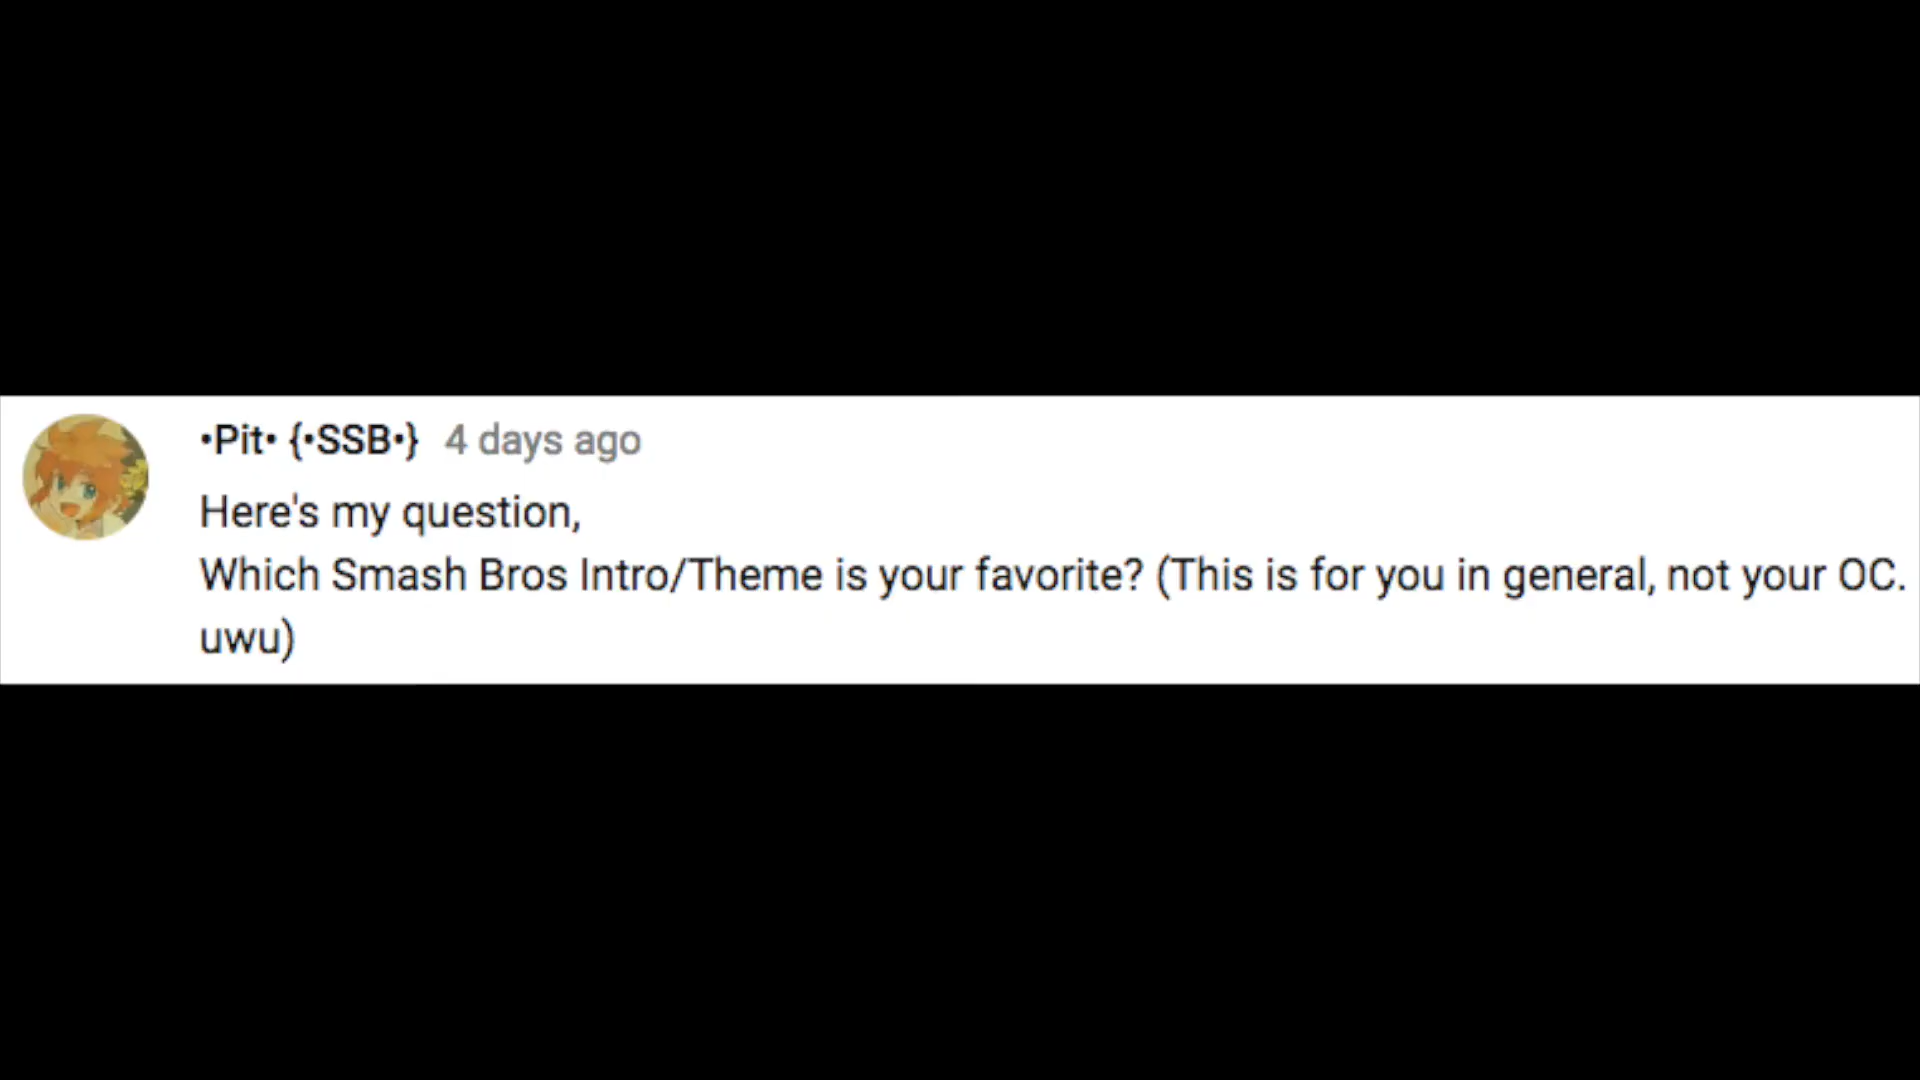 •Pit• {•SSB•} 4 days ago
Here's my question,
Which Smash Bros Intro/Theme is your favorite? (This is for you in general, not your OC.
uwu)